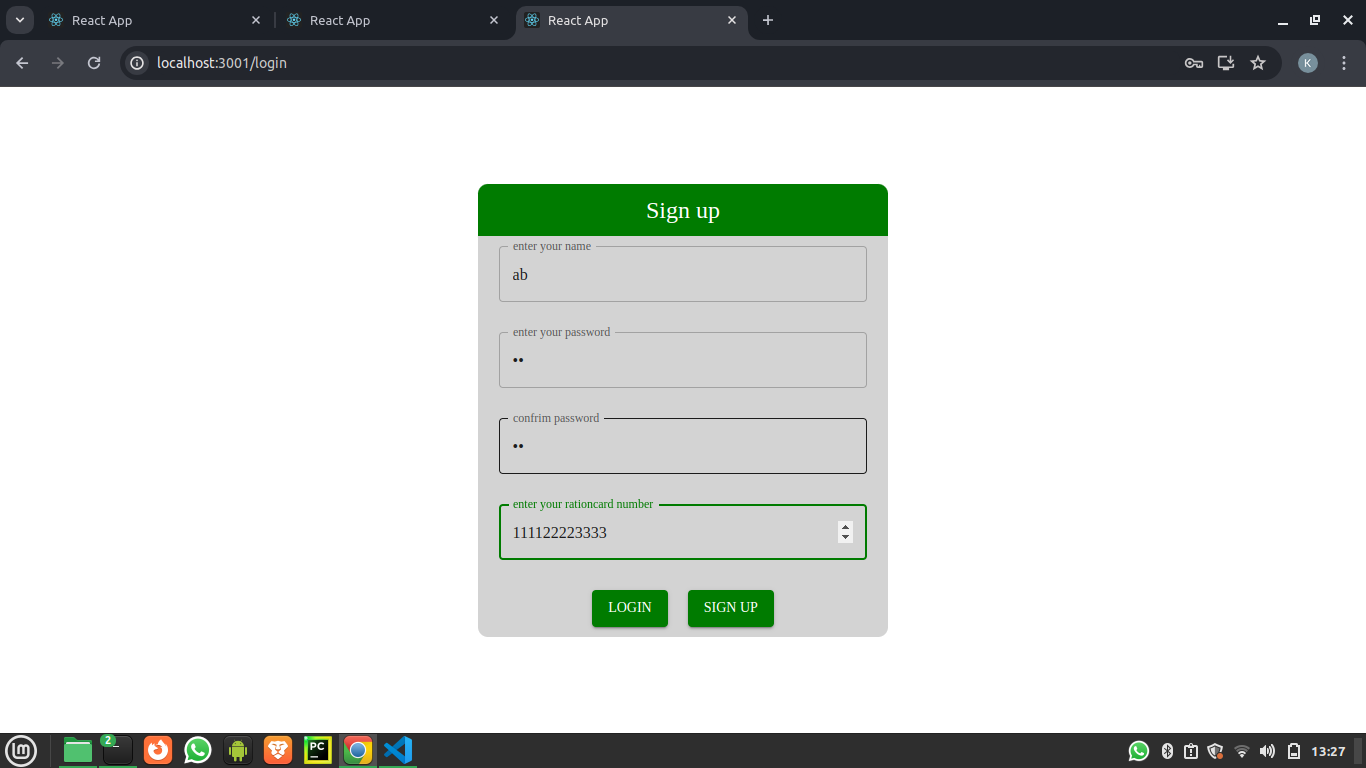 React App
React App
React App
localhost:3001/login
K
Sign up
enter your name
ab
enter your password
••
confrim password
••
enter your rationcard number
111122223333
LOGIN
SIGN UP
2
PC
13:27